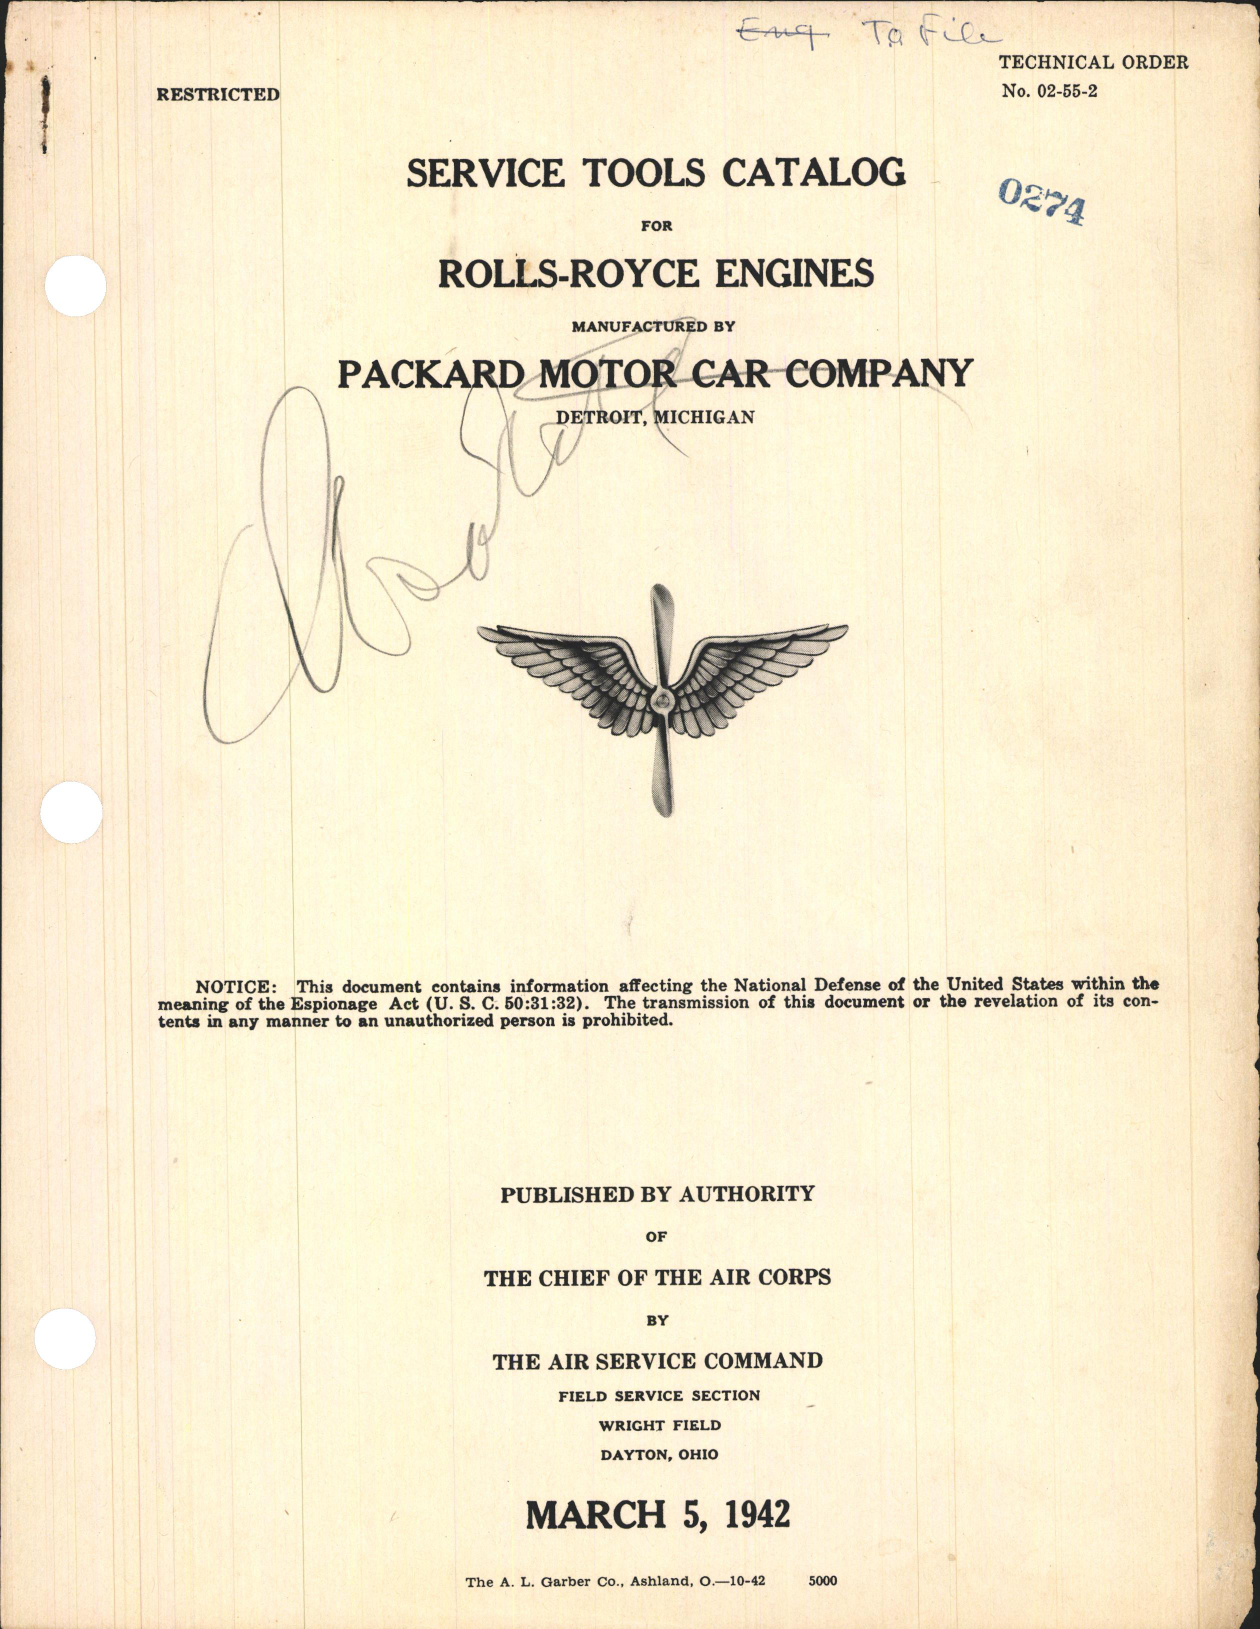 Eng T.O File
TECHNICAL ORDER
RESTRICTED
No. 02-55-2
SERVICE TOOLS CATALOG
0274
FOR
ROLLS-ROYCE ENGINES
MANUFACTURED BY
PACKARD MOTOR CAR COMPANY
DETROIT, MICHIGAN
NOTICE: This document contains information affecting the National Defense of the United States within the
meaning of the Espionage Act (U. S. C. 50:31:32). The transmission of this document or the revelation of its con-
tents in any manner to an unauthorized person is prohibited.
PUBLISHED BY AUTHORITY
OF
THE CHIEF OF THE AIR CORPS
BY
THE AIR SERVICE COMMAND
FIELD SERVICE SECTION
WRIGHT FIELD
DAYTON, OHIO
MARCH 5, 1942
The A. L. Garber Co., Ashland, O.—10-42 5000